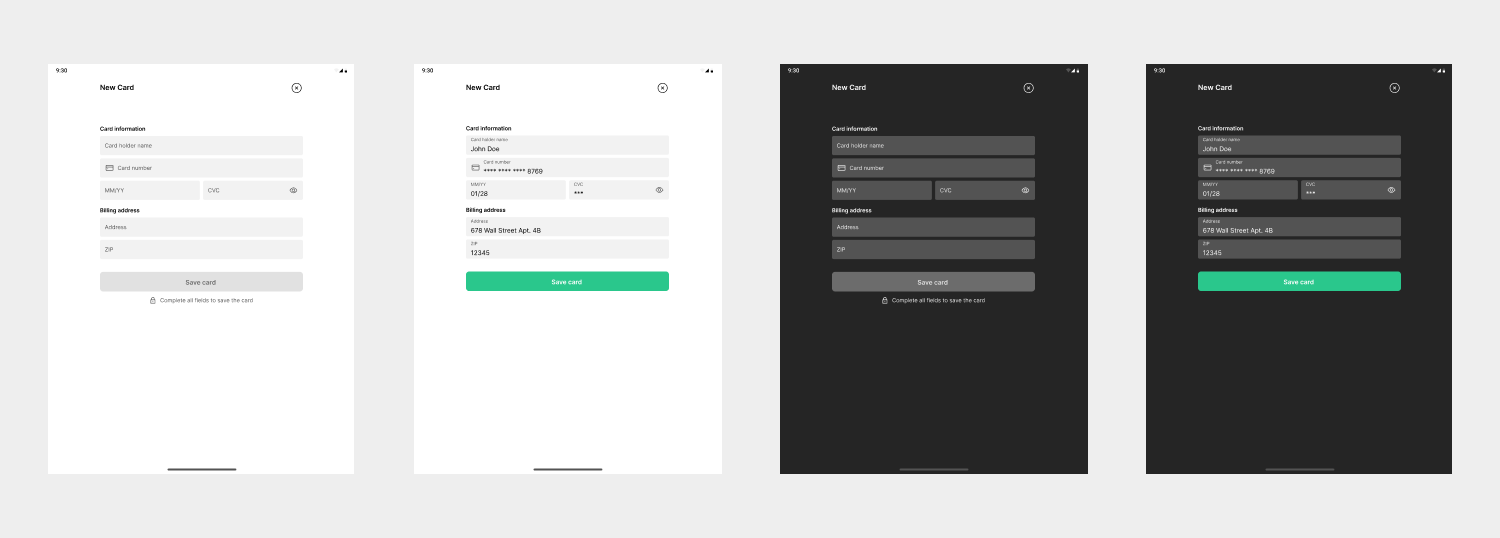 9:30
New Card
Card information
Card holder name
Card number
MM/YY
CVC
Billing address
Address
ZIP
Save card
Complete all fields to save the card
9:30
New Card
Card information
Card holder name
John Doe
Card number
**** **** **** 8769
MM/YY
01/28
CVC
***
Billing address
Address
678 Wall Street Apt. 4B
ZIP
12345
Save card
9:30
New Card
Card information
Card holder name
Card number
MM/YY
CVC
Billing address
Address
ZIP
Save card
Complete all fields to save the card
9:30
New Card
Card information
Card holder name
John Doe
Card number
**** **** **** 8769
MM/YY
01/28
CVC
***
Billing address
Address
678 Wall Street Apt. 4B
ZIP
12345
Save card